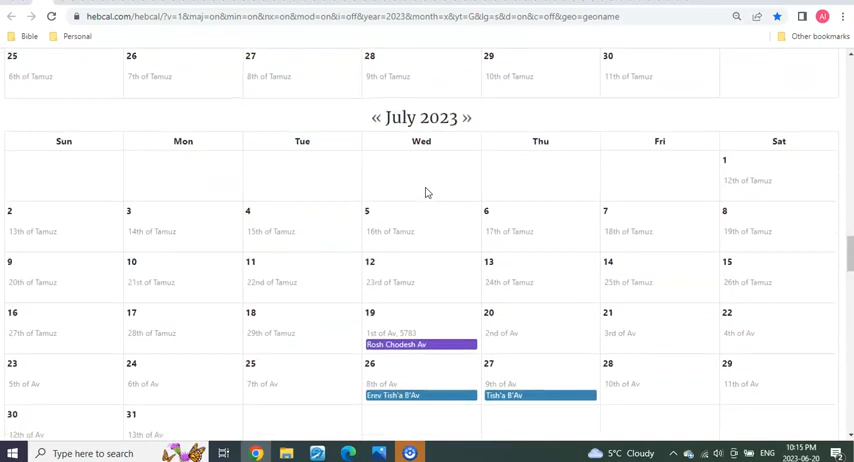 hebcal.com/hebcal/?v=1&maj=on&min=on&nx=on&mod=on&i=off&year=2023&month=x&yt=G&lg=s&d=on&c=off&geo=geoname
AI
Bible Personal Other bookmarks
25 26 27 28 29 30
6th of Tamuz 7th of Tamuz 8th of Tamuz 9th of Tamuz 10th of Tamuz 11th of Tamuz
« July 2023 »
Sun Mon Tue Wed Thu Fri Sat
1
12th of Tamuz
2 3 4 5 6 7 8
13th of Tamuz 14th of Tamuz 15th of Tamuz 16th of Tamuz 17th of Tamuz 18th of Tamuz 19th of Tamuz
9 10 11 12 13 14 15
20th of Tamuz 21st of Tamuz 22nd of Tamuz 23rd of Tamuz 24th of Tamuz 25th of Tamuz 26th of Tamuz
16 17 18 19 20 21 22
27th of Tamuz 28th of Tamuz 29th of Tamuz 1st of Av, 5783 2nd of Av 3rd of Av 4th of Av
Rosh Chodesh Av
23 24 25 26 27 28 29
5th of Av 6th of Av 7th of Av 8th of Av 9th of Av 10th of Av 11th of Av
Erev Tish'a B'Av Tish'a B'Av
30 31
12th of Av 13th of Av
Type here to search 5°C Cloudy ENG 10:15 PM
2023-06-20
2